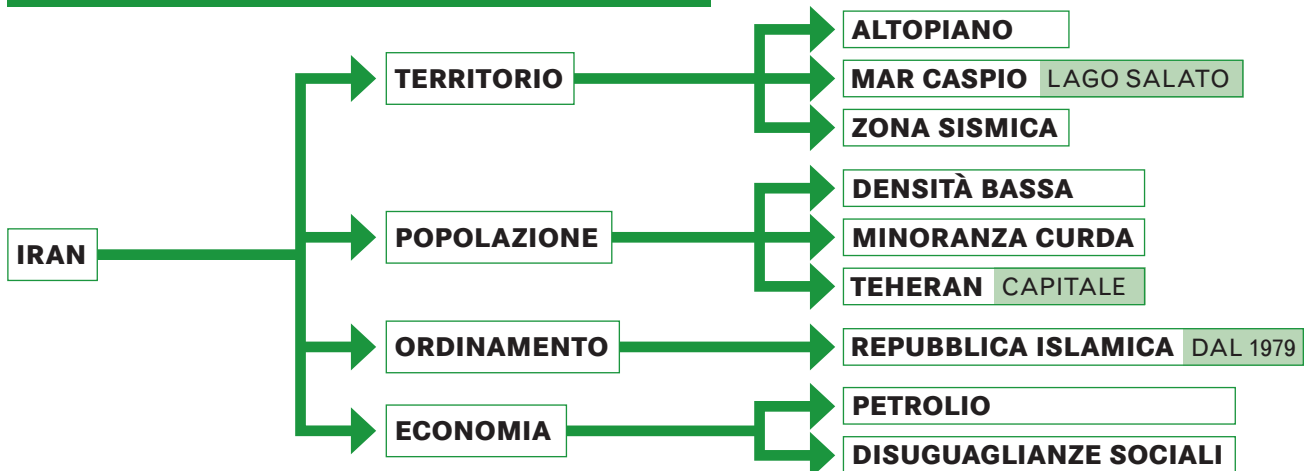 IRAN
TERRITORIO
ALTOPIANO
MAR CASPIO LAGO SALATO
ZONA SISMICA
POPOLAZIONE
DENSITÀ BASSA
MINORANZA CURDA
TEHERAN CAPITALE
ORDINAMENTO
REPUBBLICA ISLAMICA DAL 1979
ECONOMIA
PETROLIO
DISUGUAGLIANZE SOCIALI